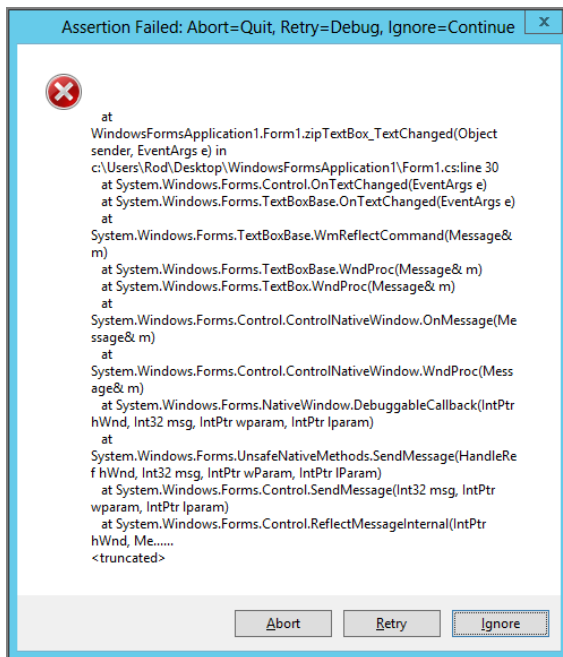 Assertion Failed: Abort=Quit, Retry=Debug, Ignore=Continue
x
at
WindowsFormsApplication1.Form1.zipTextBox_TextChanged(Object
sender, EventArgs e) in
c:\Users\Rod\Desktop\WindowsFormsApplication1\Form1.cs:line 30
at System.Windows.Forms.Control.OnTextChanged(EventArgs e)
at System.Windows.Forms.TextBoxBase.OnTextChanged(EventArgs e)
at
System.Windows.Forms.TextBoxBase.WmReflectCommand(Message&
m)
at System.Windows.Forms.TextBoxBase.WndProc(Message& m)
at System.Windows.Forms.TextBox.WndProc(Message& m)
at
System.Windows.Forms.Control.ControlNativeWindow.OnMessage(Me
ssage& m)
at
System.Windows.Forms.Control.ControlNativeWindow.WndProc(Mess
age& m)
at System.Windows.Forms.NativeWindow.DebuggableCallback(IntPtr
hWnd, Int32 msg, IntPtr wparam, IntPtr lparam)
at
System.Windows.Forms.UnsafeNativeMethods.SendMessage(HandleRe
f hWnd, Int32 msg, IntPtr wParam, IntPtr lParam)
at System.Windows.Forms.Control.SendMessage(Int32 msg, IntPtr
wparam, IntPtr lparam)
at System.Windows.Forms.Control.ReflectMessageInternal(IntPtr
hWnd, Me......
<truncated>
Abort Retry Ignore